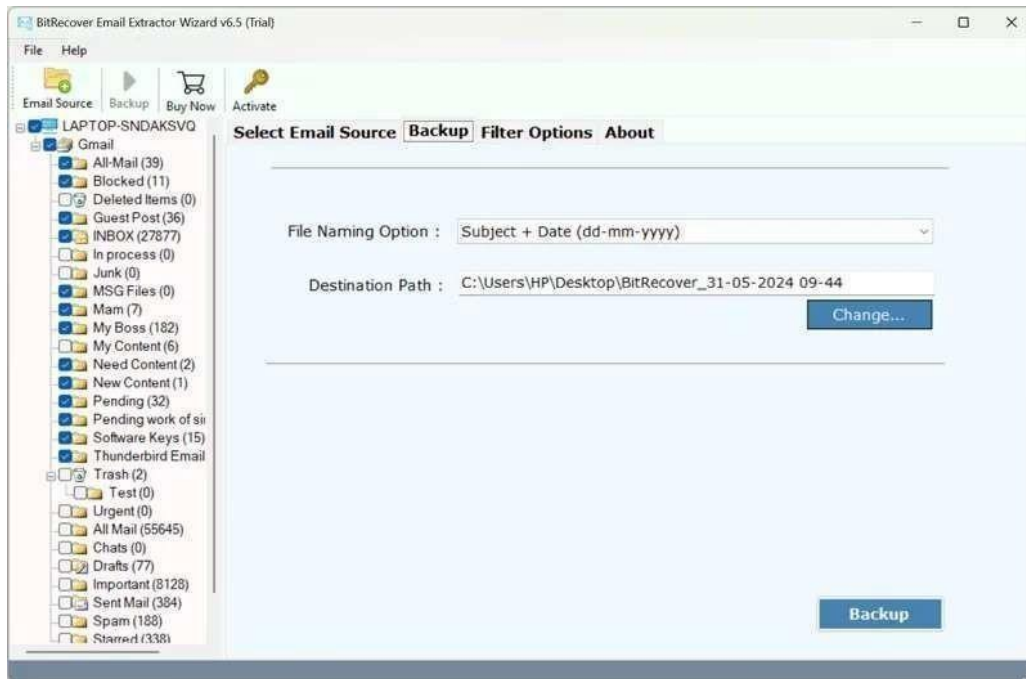 BitRecover Email Extractor Wizard v6.5 (Trial)
File Help
Email Source Backup Buy Now Activate
LAPTOP-SNDAKSVQ
Gmail
All-Mail (39)
Blocked (11)
Deleted Items (0)
Guest Post (36)
INBOX (27877)
In process (0)
Junk (0)
MSG Files (0)
Mam (7)
My Boss (182)
My Content (6)
Need Content (2)
New Content (1)
Pending (32)
Pending work of
Software Keys (15)
Thunderbird Email
Trash (2)
Test (0)
Urgent (0)
All Mail (55645)
Chats (0)
Drafts (77)
Important (8128)
Sent Mail (384)
Spam (188)
Starred (338)
Select Email Source Backup Filter Options About
File Naming Option : Subject + Date (dd-mm-yyyy)
Destination Path : C:\Users\HP\Desktop\BitRecover_31-05-2024 09-44
Change...
Backup